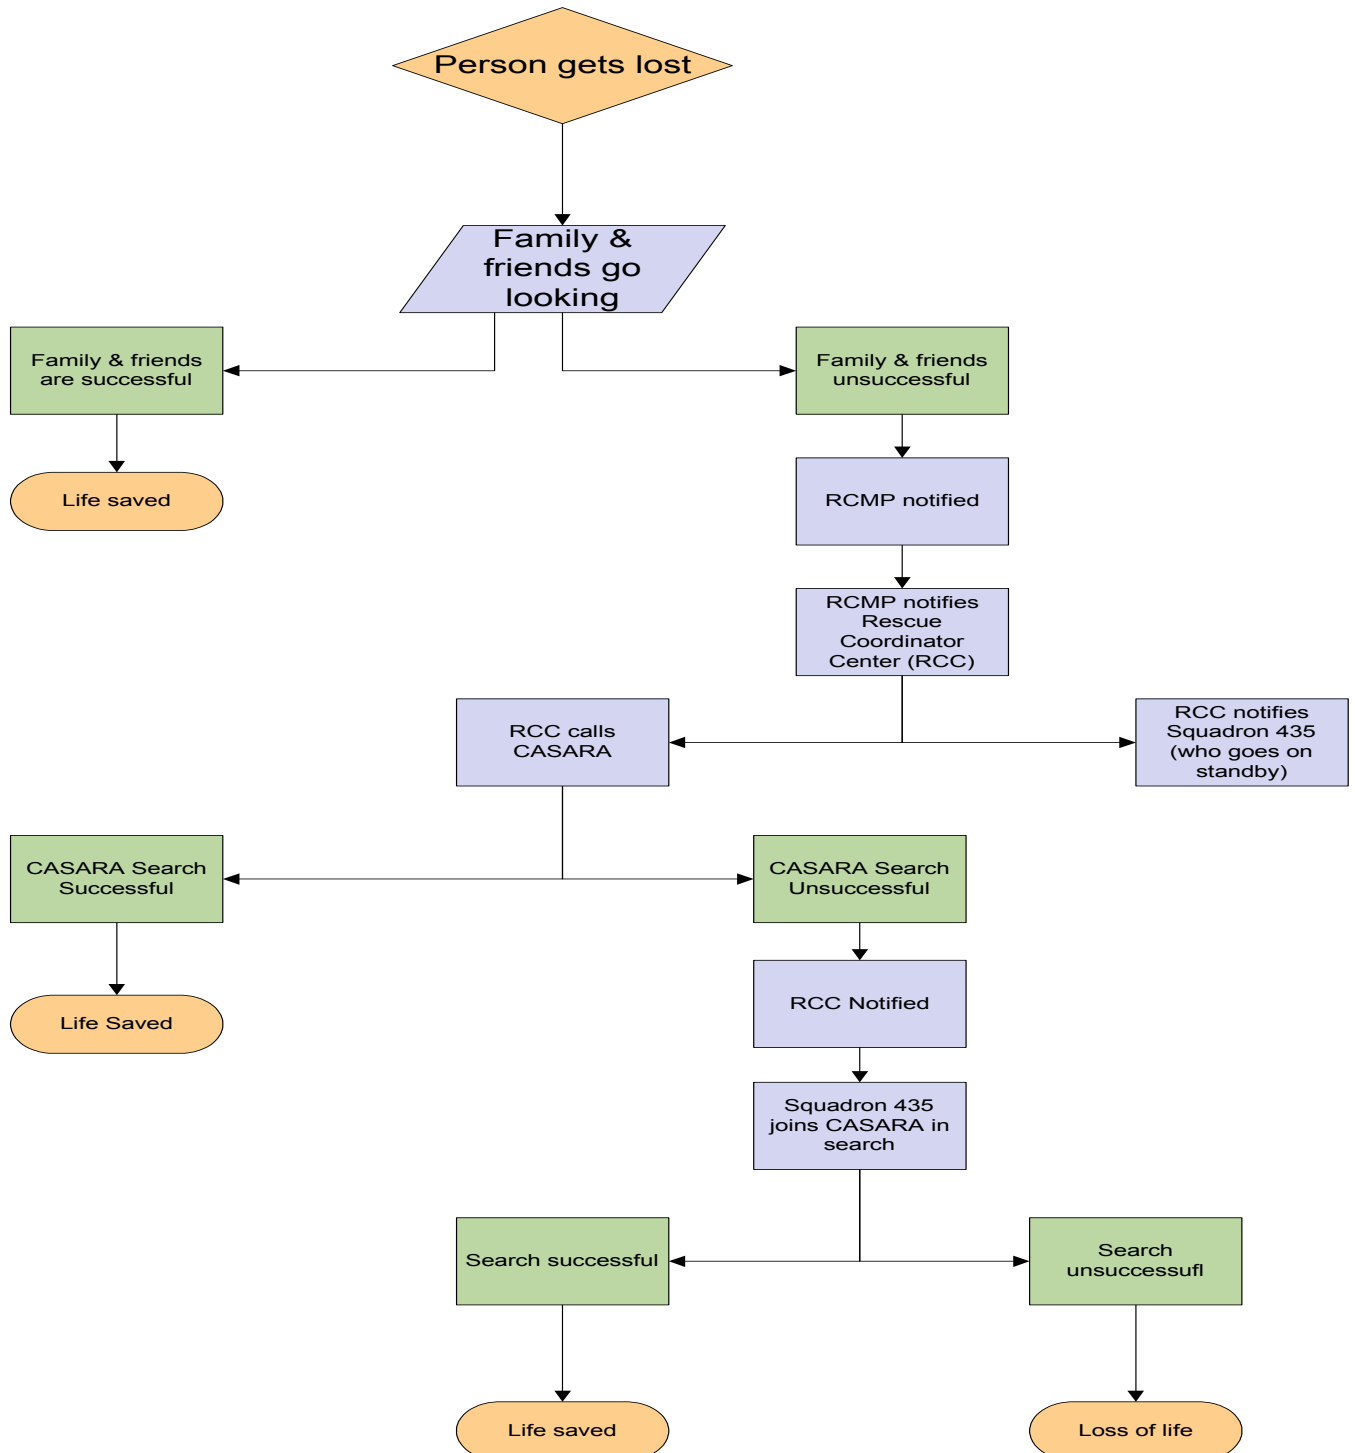 Person gets lost
Family &
friends go
looking
Family & friends
are successful
Family & friends
unsuccessful
Life saved
RCMP notified
RCMP notifies
Rescue
Coordinator
Center (RCC)
RCC calls
CASARA
RCC notifies
Squadron 435
(who goes on
standby)
CASARA Search
Successful
CASARA Search
Unsuccessful
Life Saved
RCC Notified
Squadron 435
joins CASARA in
search
Search successful
Search
unsuccessufl
Life saved
Loss of life